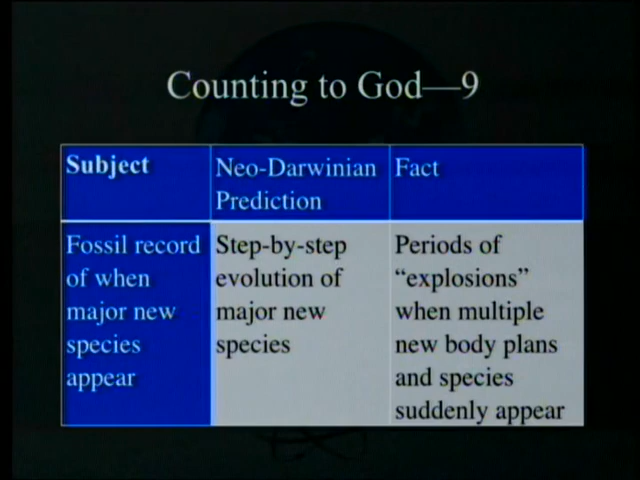 Counting to God—9
Subject
Neo-Darwinian
Prediction
Fact
Fossil record
of when
major new
species
appear
Step-by-step
evolution of
major new
species
Periods of
“explosions”
when multiple
new body plans
and species
suddenly appear